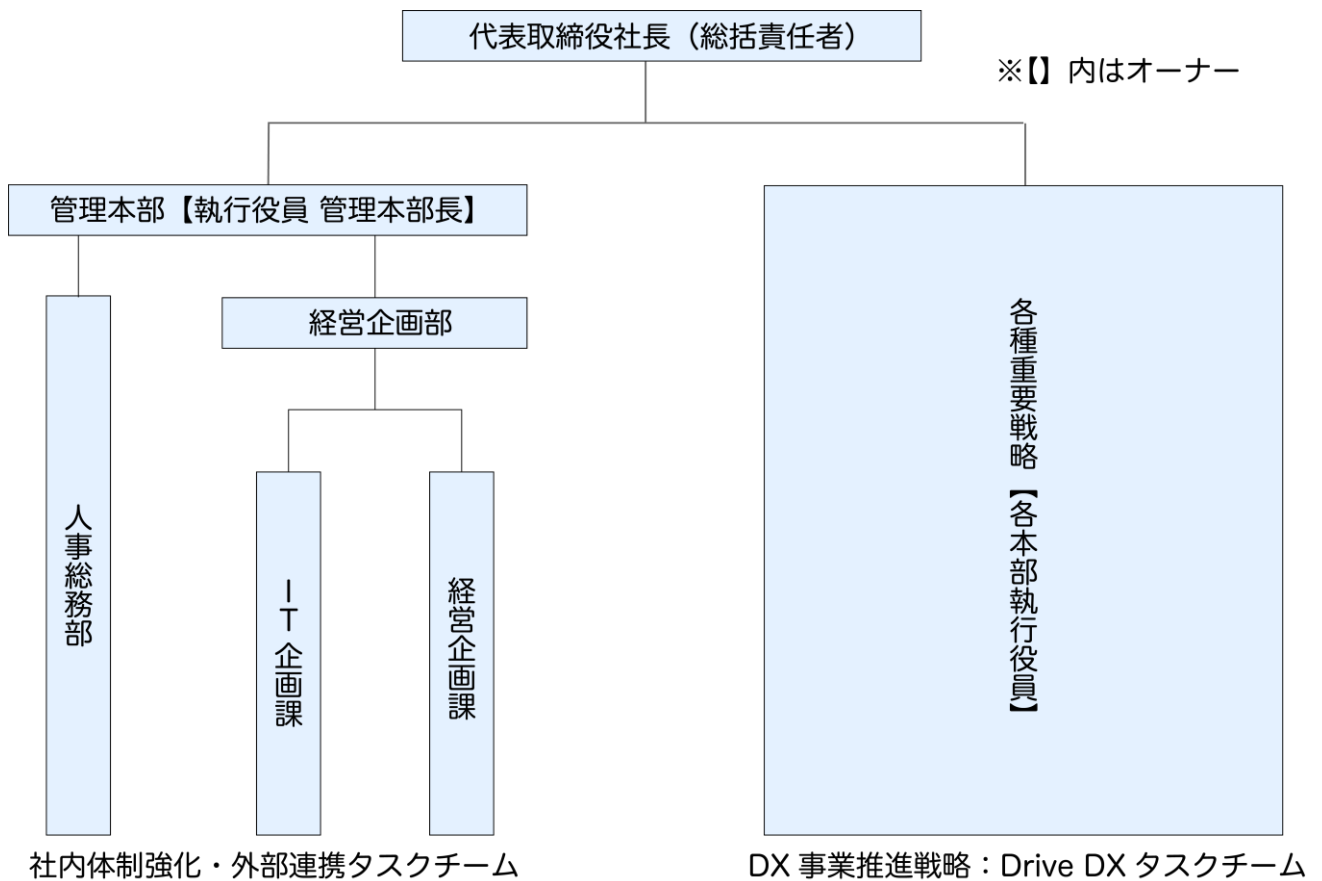 代表取締役社長（総括責任者）
※【】内はオーナー
管理本部【執行役員 管理本部長】
経営企画部
人事総務部
IT 企画課
経営企画課
各種重要戦略【各本部執行役員】
社内体制強化・外部連携タスクチーム
DX 事業推進戦略：Drive DX タスクチーム